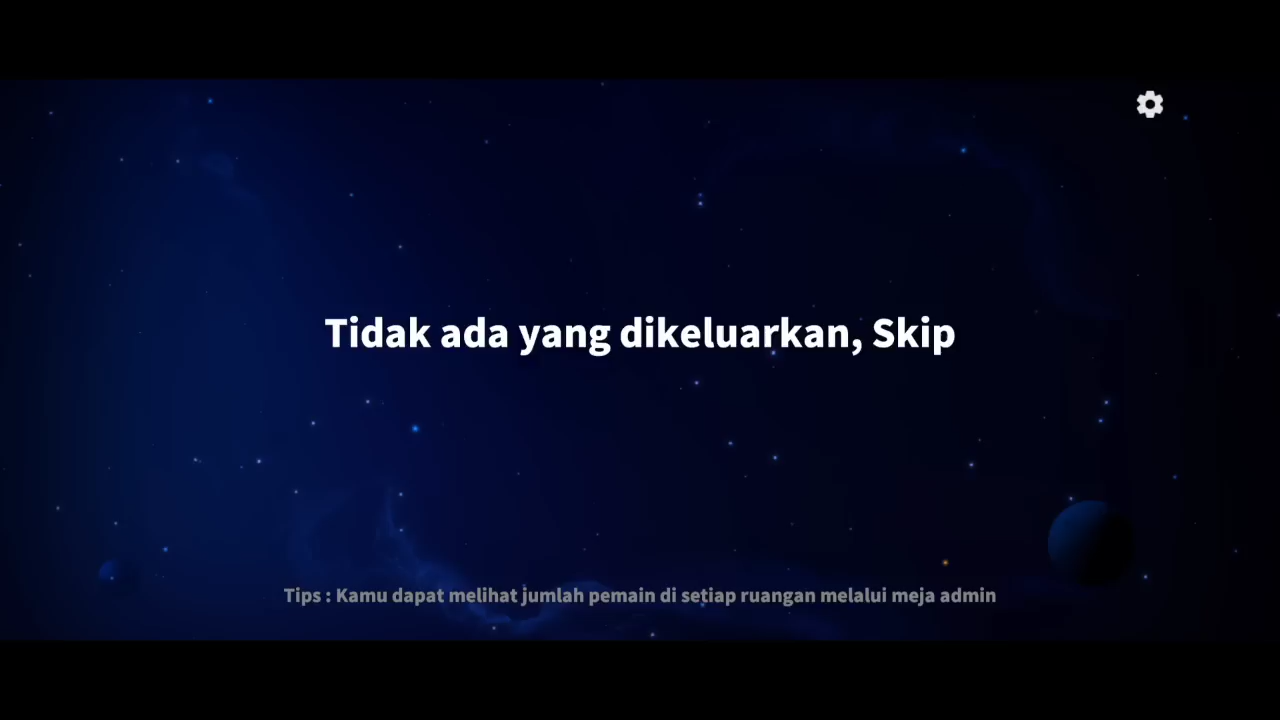 Tidak ada yang dikeluarkan, Skip
Tips : Kamu dapat melihat jumlah pemain di setiap ruangan melalui meja admin